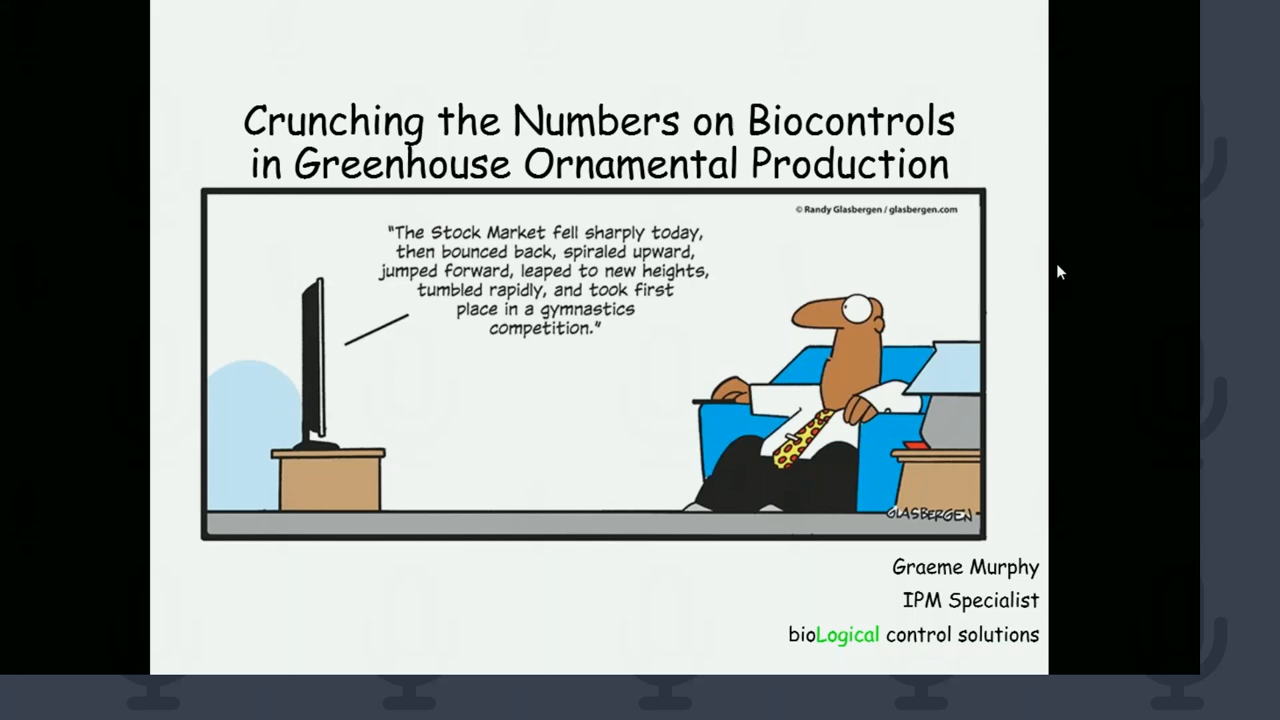 Crunching the Numbers on Biocontrols
in Greenhouse Ornamental Production
© Randy Glasbergen / glasbergen.com
"The Stock Market fell sharply today,
then bounced back, spiraled upward,
jumped forward, leaped to new heights,
tumbled rapidly, and took first
place in a gymnastics
competition."
GLASBERGEN
Graeme Murphy
IPM Specialist
bioLogical control solutions